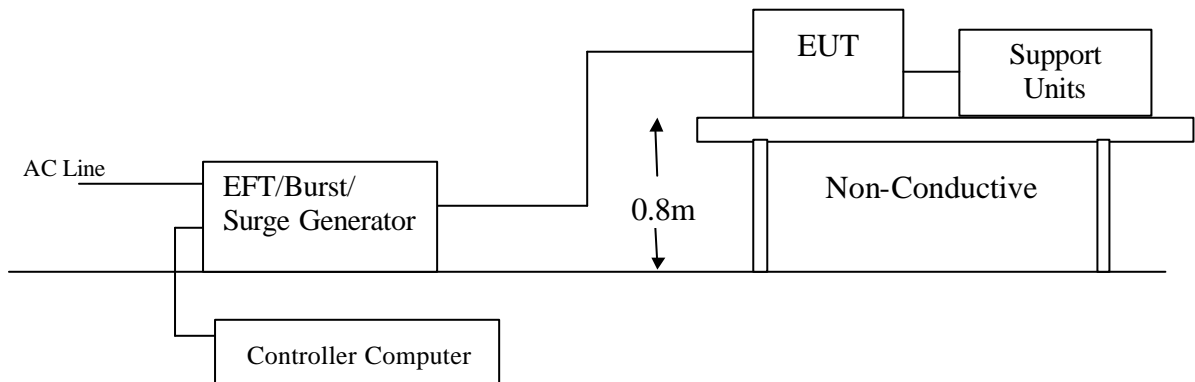 EUT
Support
Units
AC Line
EFT/Burst/
Surge Generator
Non-Conductive
0.8m
Controller Computer